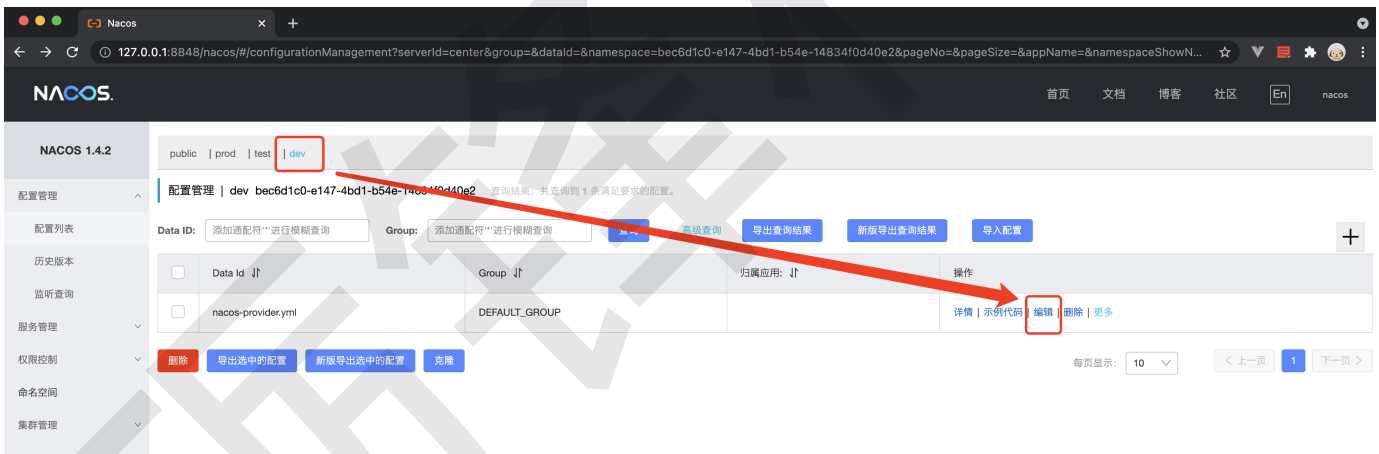 Nacos
127.0.0.1:8848/nacos/#/configurationManagement?serverId=center&group=&dataId=&namespace=bec6d1c0-e147-4bd1-b54e-14834f0d40e2&pageNo=&pageSize=&appName=&namespaceShowN...
NACOS.
首页 文档 博客 社区 En nacos
NACOS 1.4.2
public | prod | test | dev
配置管理
配置管理 | dev bec6d1c0-e147-4bd1-b54e-14834f0d40e2 查询结果：共查询到 1 条满足要求的配置。
配置列表
Data ID: 添加通配符'*'进行模糊查询 Group: 添加通配符'*'进行模糊查询 查询 高级查询 导出查询结果 新版导出查询结果 导入配置 +
历史版本
Data Id Group 归属应用: 操作
监听查询
nacos-provider.yml DEFAULT_GROUP 详情 | 示例代码 | 编辑 | 删除 | 更多
服务管理
权限控制
删除 导出选中的配置 新版导出选中的配置 克隆 每页显示: 10 < 上一页 1 下一页 >
命名空间
集群管理